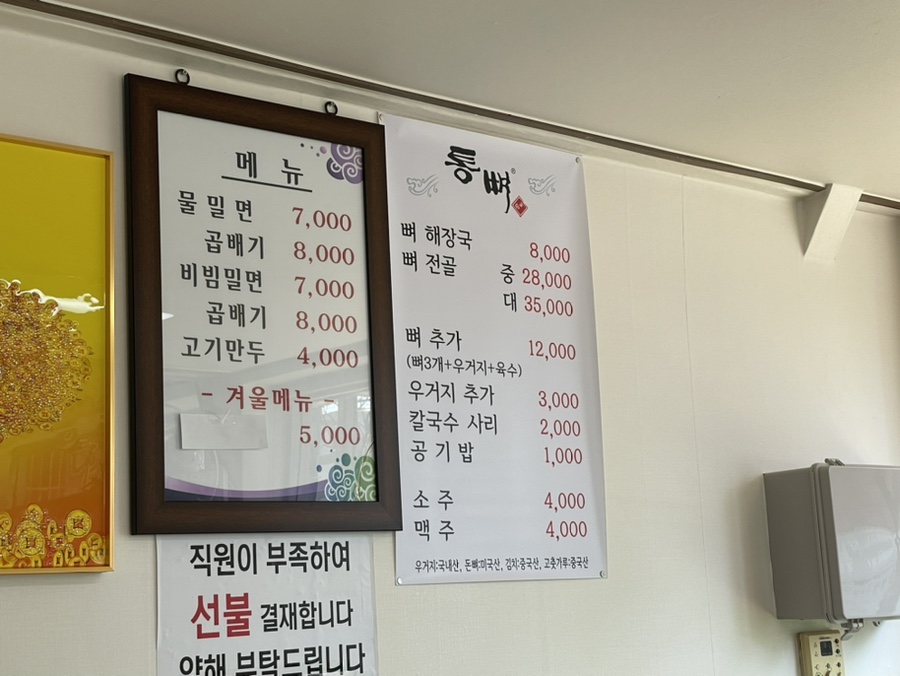 메 뉴
물 밀 면 7,000
곱배기 8,000
비빔밀면 7,000
곱배기 8,000
고기만두 4,000
- 겨울메뉴 -
5,000
직원이 부족하여
선불 결재합니다
양해 부탁드립니다
통뼈
뼈 해장국 8,000
뼈 전골 중 28,000
대 35,000
뼈 추가 12,000
(뼈3개+우거지+육수)
우거지 추가 3,000
칼국수 사리 2,000
공 기 밥 1,000
소 주 4,000
맥 주 4,000
우거지:국내산, 돈뼈:미국산, 김치:중국산, 고춧가루:중국산